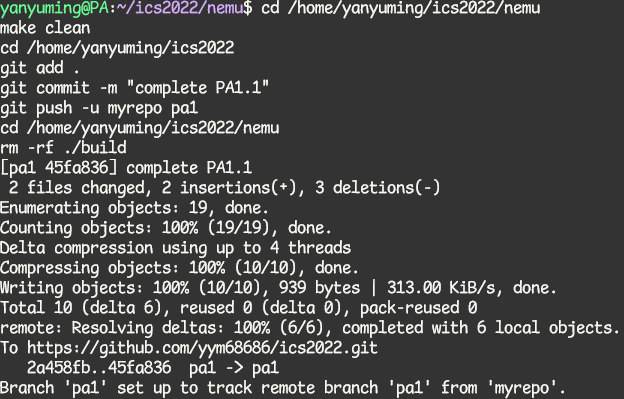 yanyuming@PA:~/ics2022/nemu$ cd /home/yanyuming/ics2022/nemu
make clean
cd /home/yanyuming/ics2022
git add .
git commit -m "complete PA1.1"
git push -u myrepo pa1
cd /home/yanyuming/ics2022/nemu
rm -rf ./build
[pa1 45fa836] complete PA1.1
 2 files changed, 2 insertions(+), 3 deletions(-)
Enumerating objects: 19, done.
Counting objects: 100% (19/19), done.
Delta compression using up to 4 threads
Compressing objects: 100% (10/10), done.
Writing objects: 100% (10/10), 939 bytes | 313.00 KiB/s, done.
Total 10 (delta 6), reused 0 (delta 0), pack-reused 0
remote: Resolving deltas: 100% (6/6), completed with 6 local objects.
To https://github.com/yym68686/ics2022.git
   2a458fb..45fa836  pa1 -> pa1
Branch 'pa1' set up to track remote branch 'pa1' from 'myrepo'.